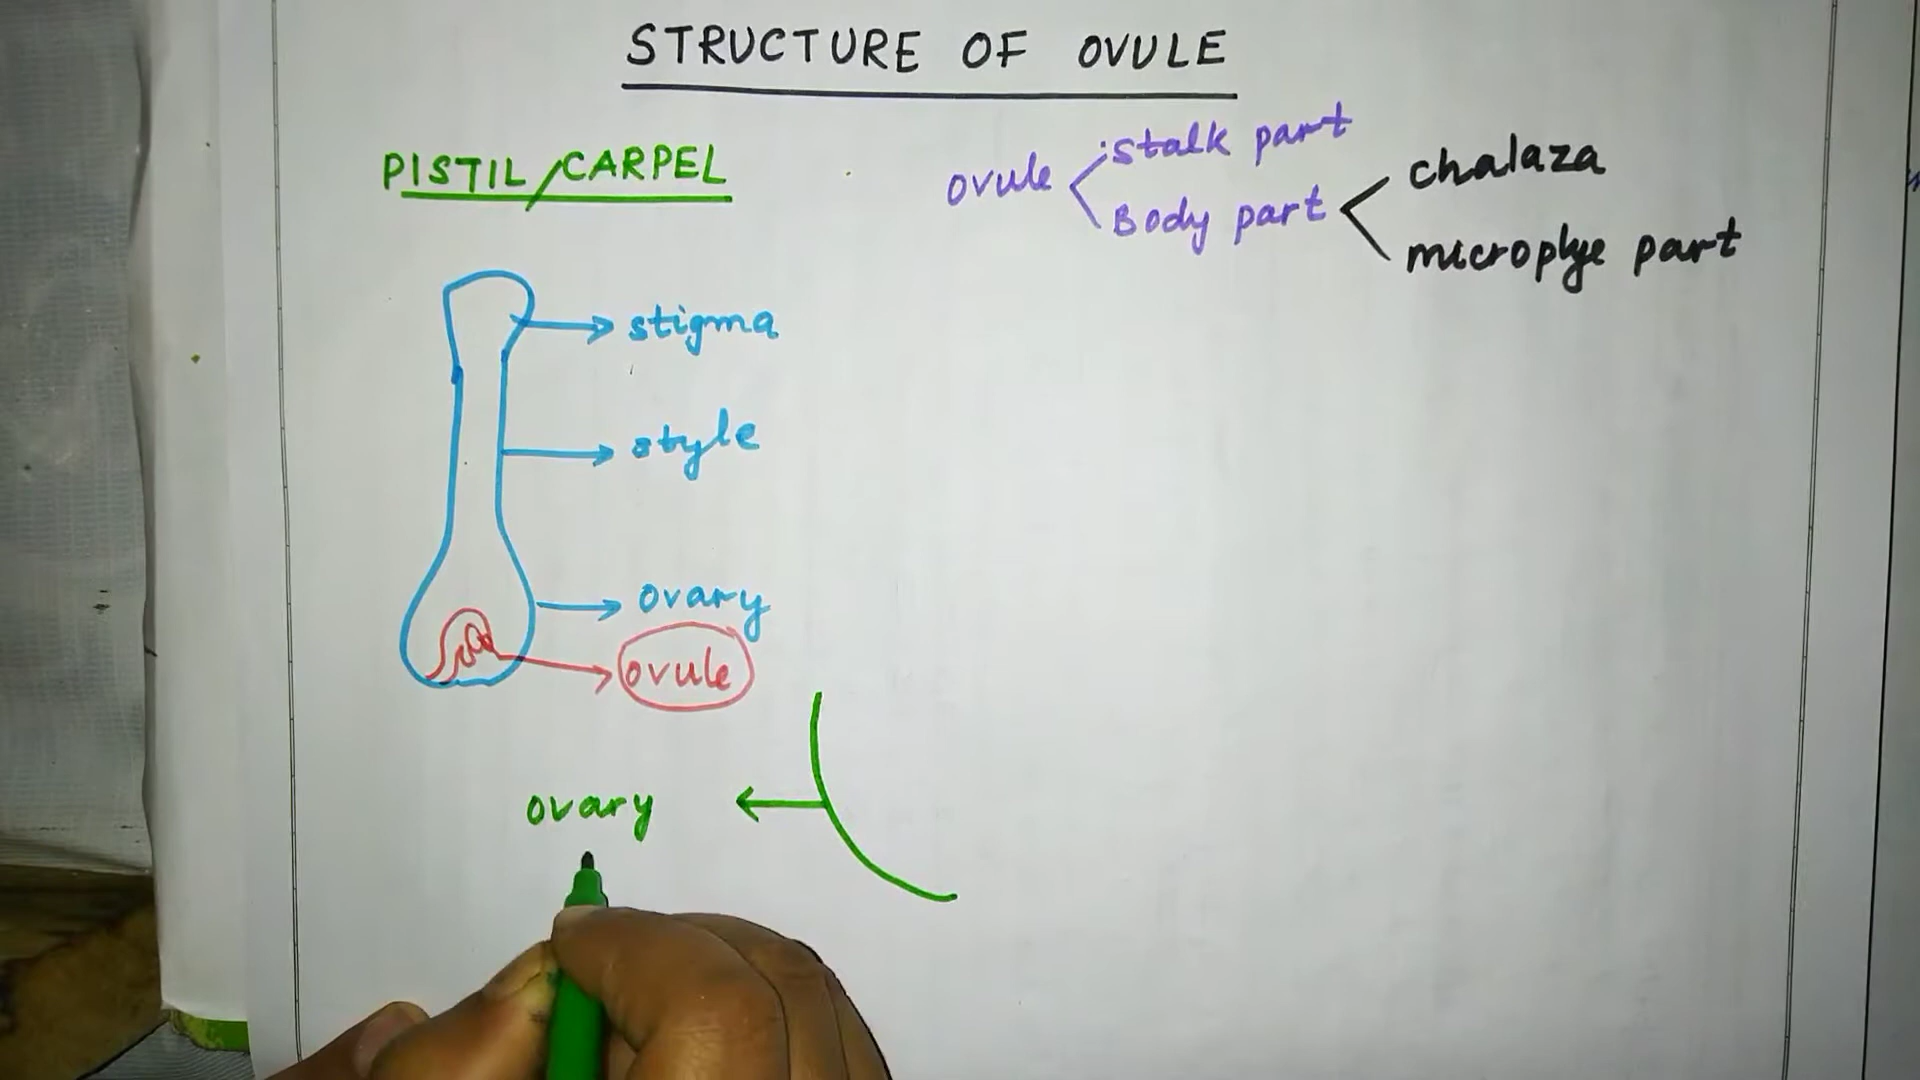 STRUCTURE OF OVULE
PISTIL/CARPEL
ovule
stalk part
Body part
chalaza
microplye part
stigma
style
ovary
ovule
ovary